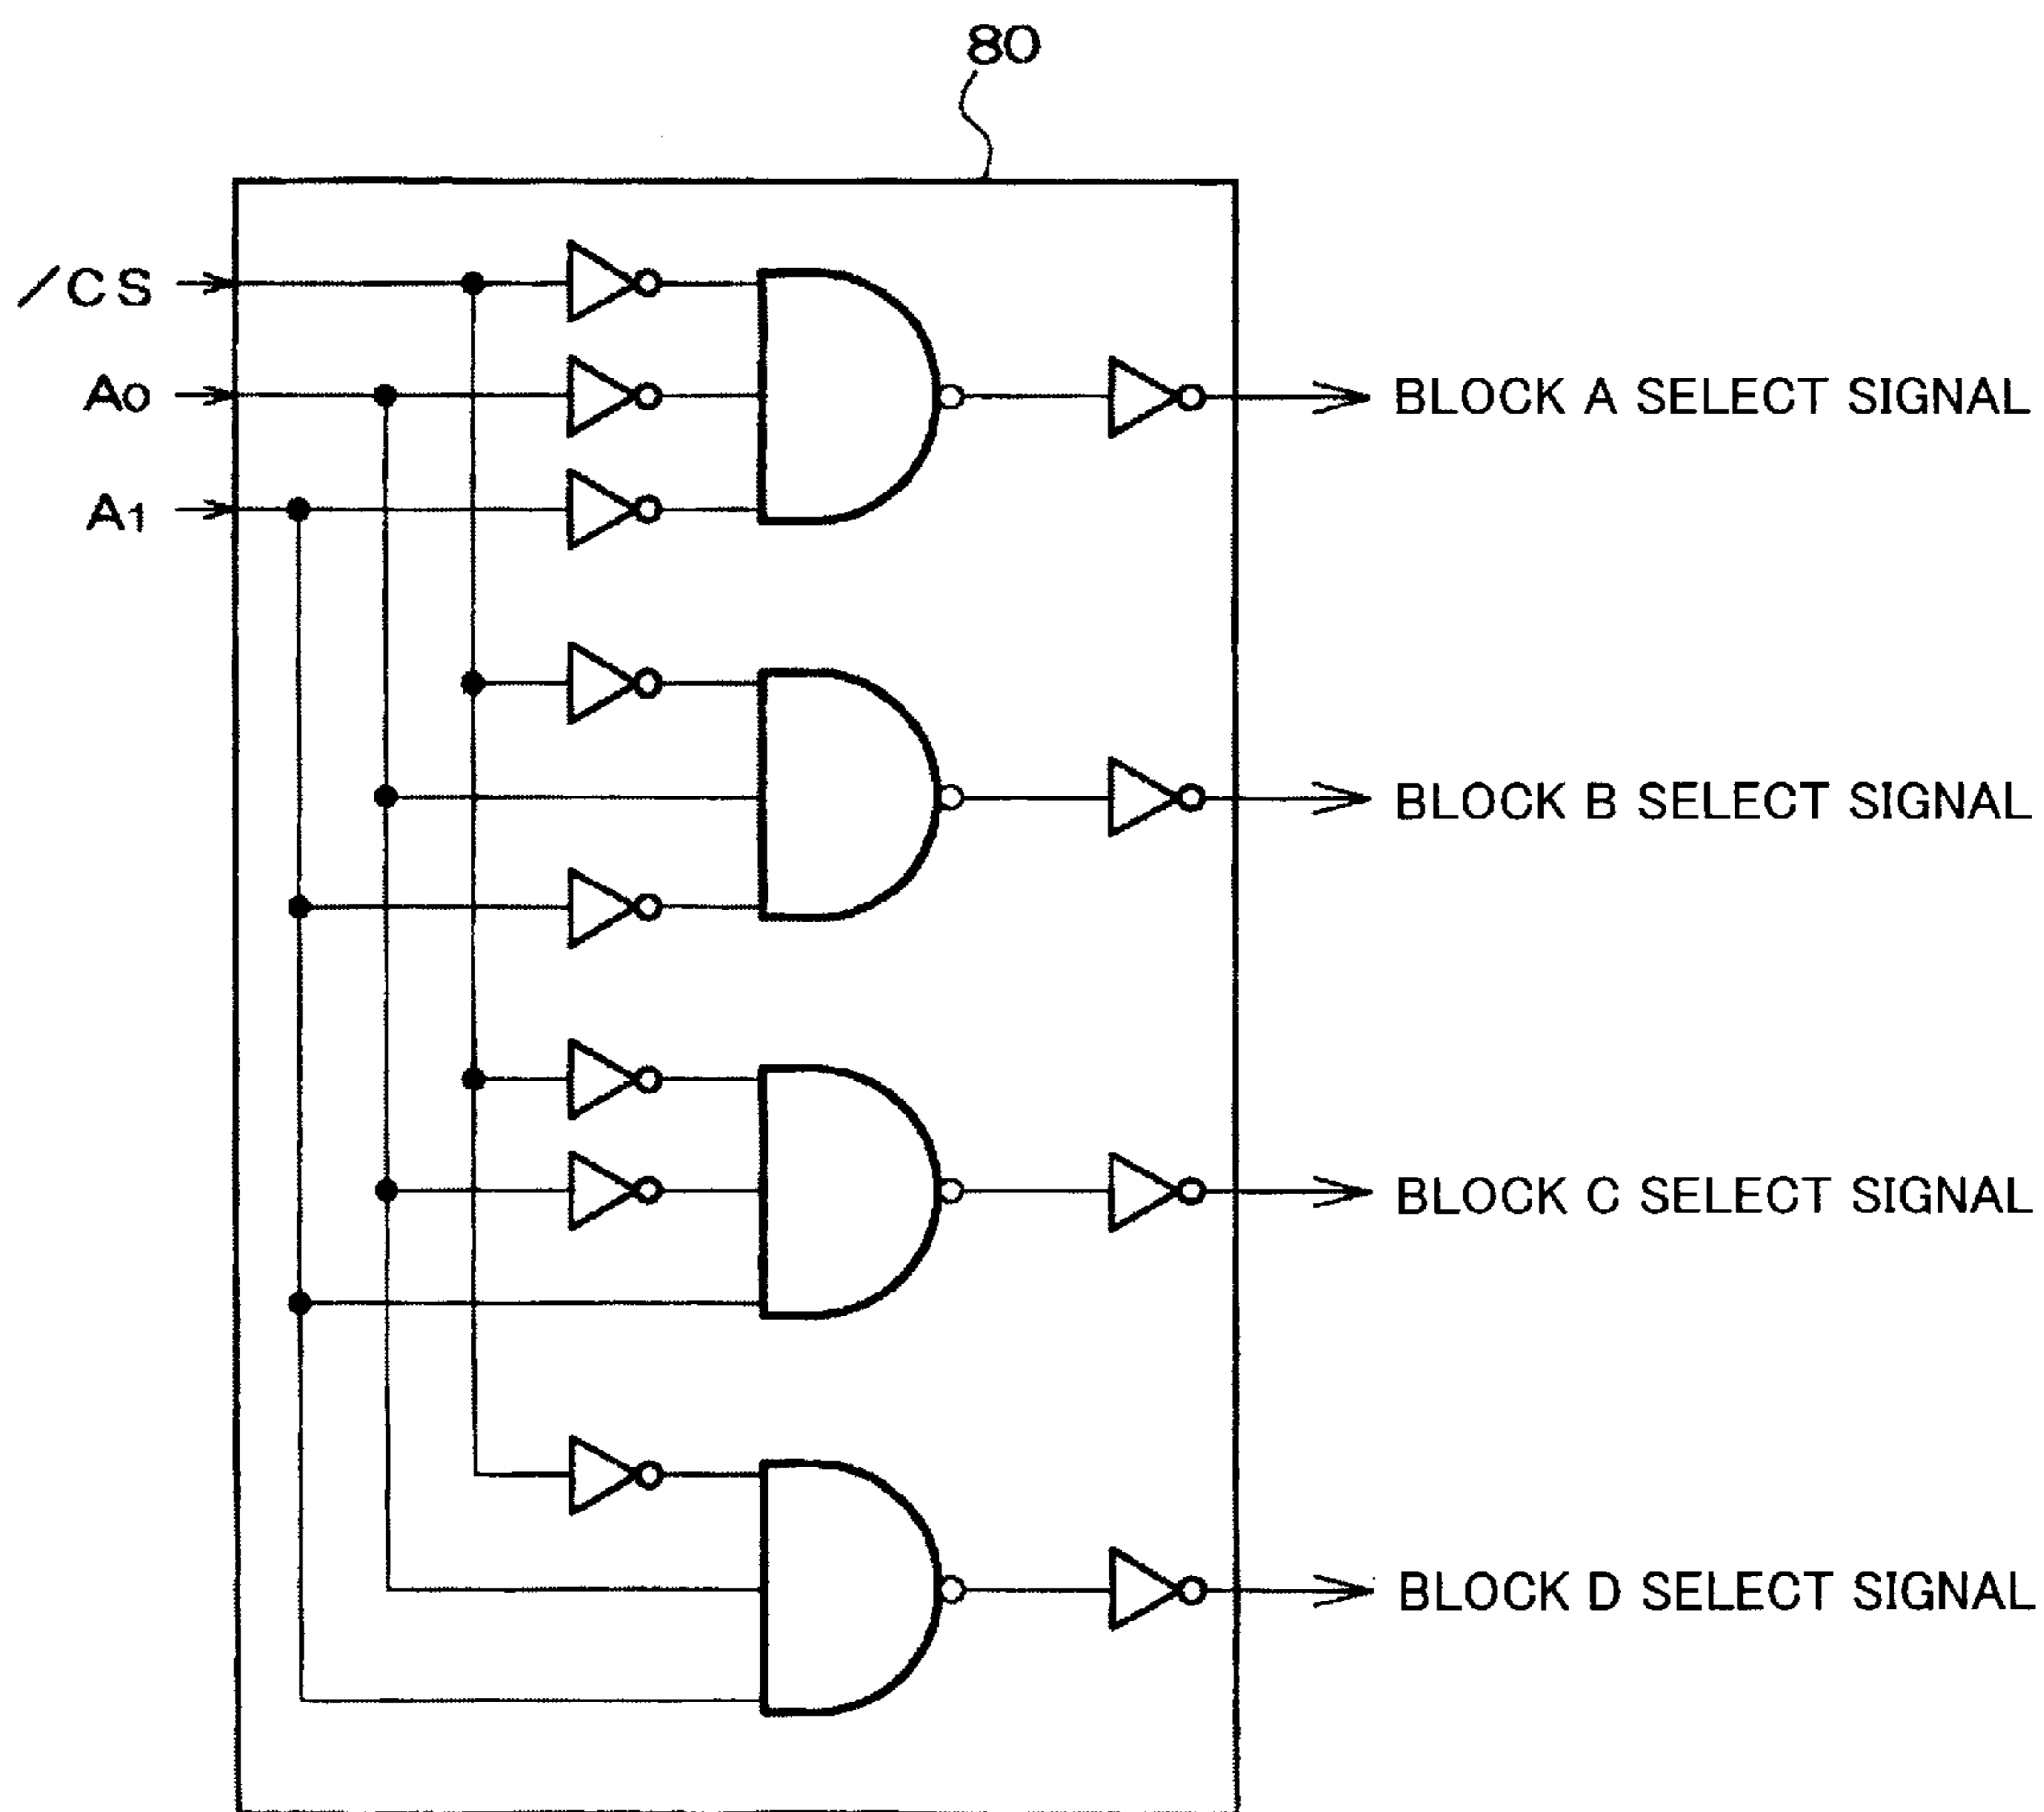 80
/CS
A0
A1
BLOCK A SELECT SIGNAL
BLOCK B SELECT SIGNAL
BLOCK C SELECT SIGNAL
BLOCK D SELECT SIGNAL